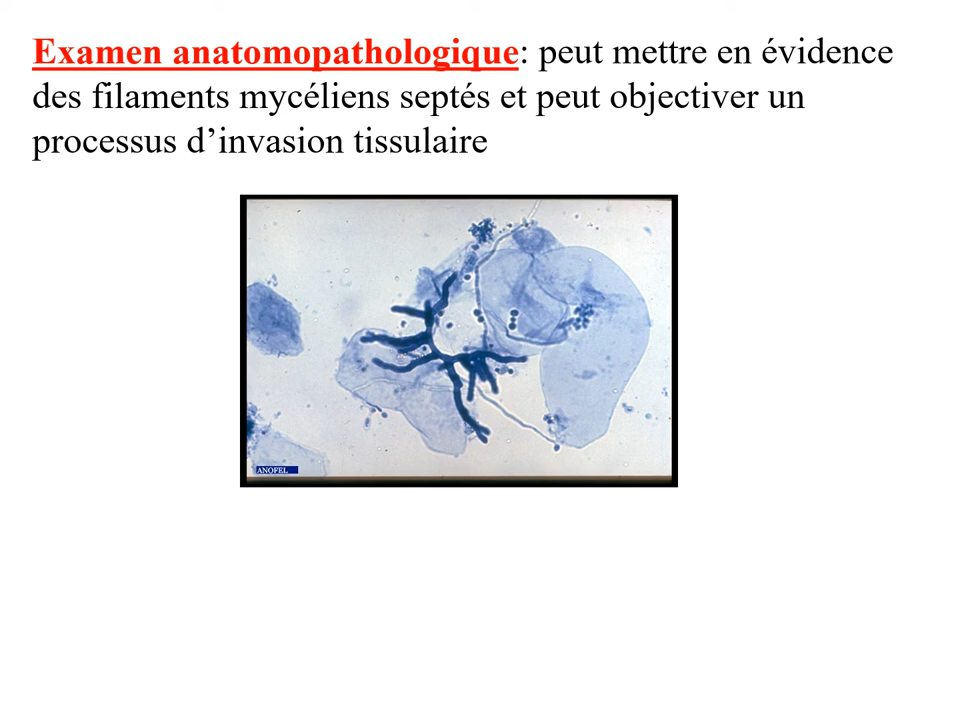 Examen anatomopathologique: peut mettre en évidence
des filaments mycéliens septés et peut objectiver un
processus d’invasion tissulaire
ANOFEL